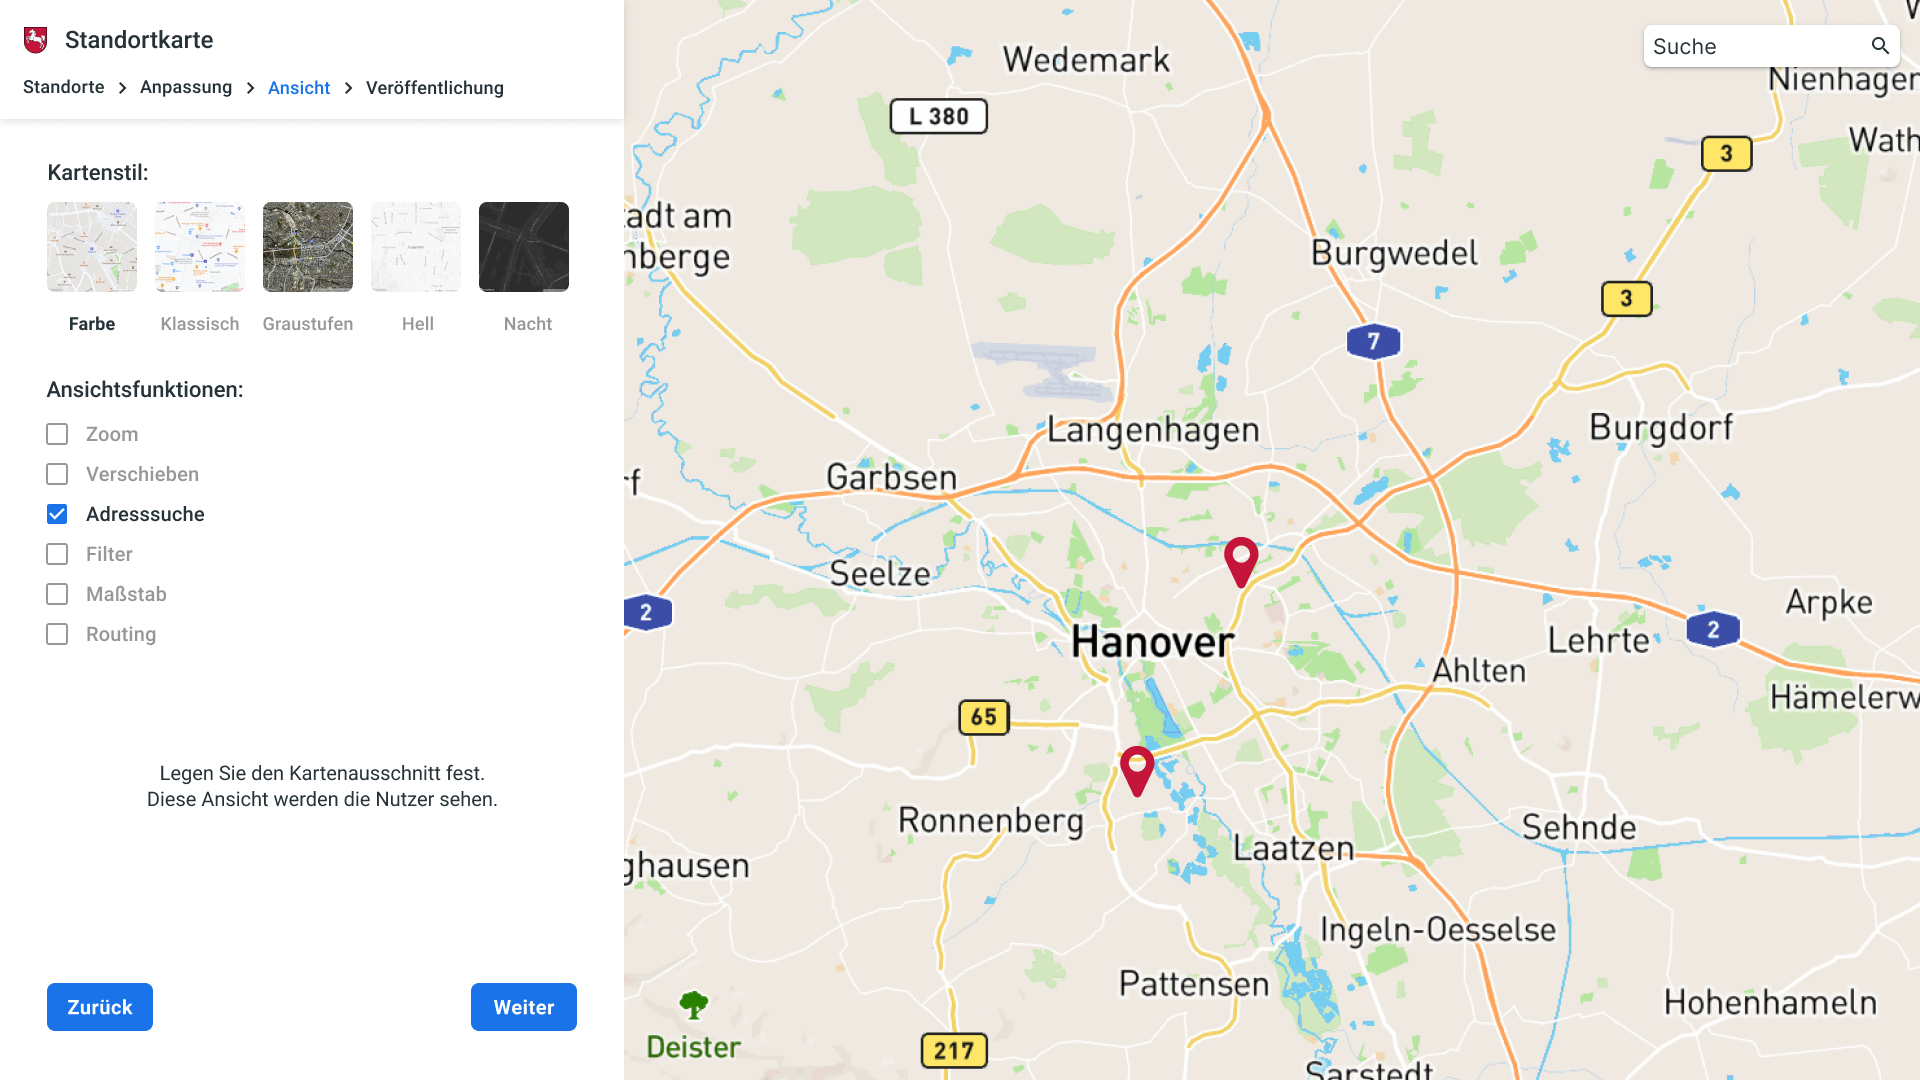 Standortkarte
Standorte > Anpassung > Ansicht > Veröffentlichung
Kartenstil:
Farbe Klassisch Graustufen Hell Nacht
Ansichtsfunktionen:
Zoom
Verschieben
Adresssuche
Filter
Maßstab
Routing
Legen Sie den Kartenausschnitt fest.
Diese Ansicht werden die Nutzer sehen.
Zurück Weiter
Suche
Wedemark
Nienhagen
L 380
Wath
3
adt am
nberge
Burgwedel
3
7
Langenhagen
Burgdorf
Garbsen
rf
Seelze
2
Arpke
2
Lehrte
Hanover
Ahlten
Hämelerw
65
Ronnenberg
Sehnde
Laatzen
ghausen
Ingeln-Oesselse
Pattensen
Hohenhameln
Deister
217
Sarstedt